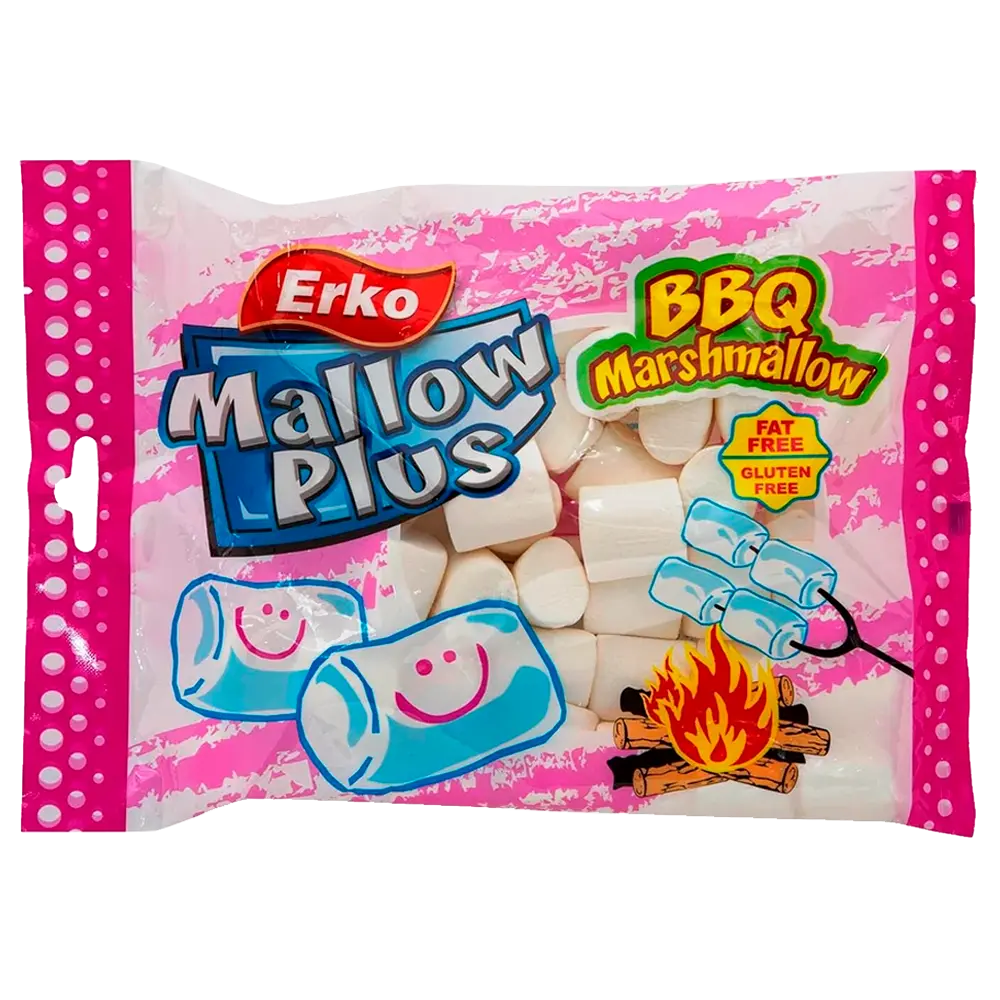 Erko
Mallow
Plus
BBQ
Marshmallow
FAT
FREE
GLUTEN
FREE